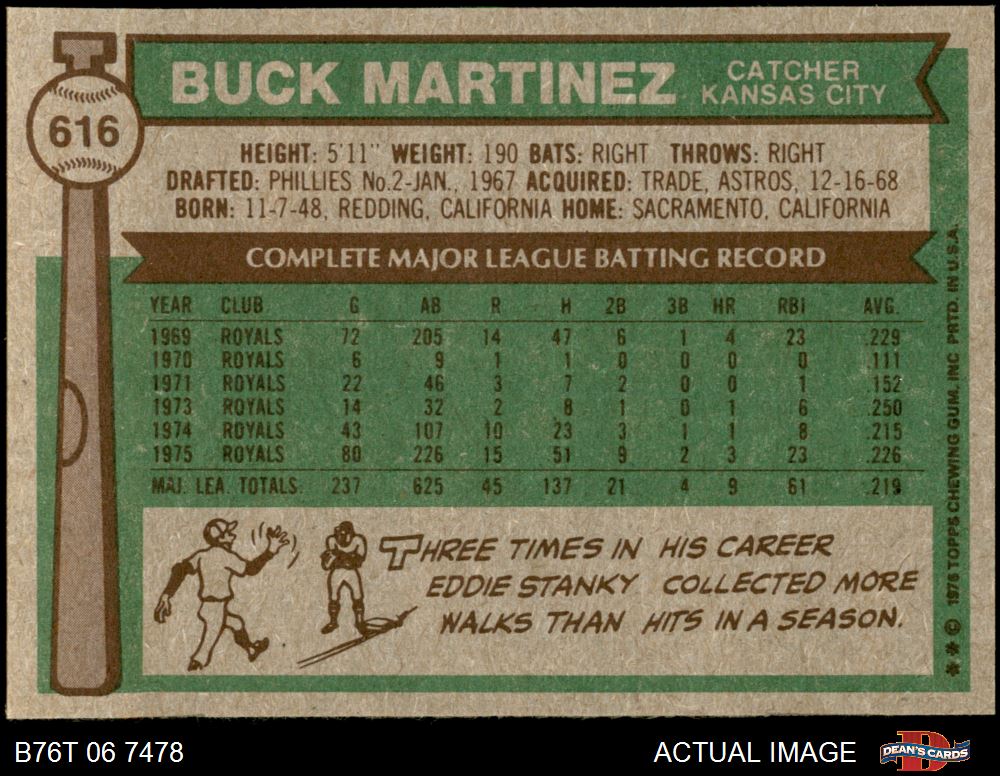 616
BUCK MARTINEZ
CATCHER
KANSAS CITY
HEIGHT: 5'11" WEIGHT: 190 BATS: RIGHT THROWS: RIGHT
DRAFTED: PHILLIES No.2-JAN., 1967 ACQUIRED: TRADE, ASTROS, 12-16-68
BORN: 11-7-48, REDDING, CALIFORNIA HOME: SACRAMENTO, CALIFORNIA
COMPLETE MAJOR LEAGUE BATTING RECORD
YEAR CLUB G AB R H 2B 3B HR RBI AVG.
1969 ROYALS 72 205 14 47 6 1 4 23 .229
1970 ROYALS 6 9 1 1 0 0 0 0 .111
1971 ROYALS 22 46 3 7 2 0 0 1 .152
1973 ROYALS 14 32 2 8 1 0 1 6 .250
1974 ROYALS 43 107 10 23 3 1 1 8 .215
1975 ROYALS 80 226 15 51 9 2 3 23 .226
MAJ. LEA. TOTALS. 237 625 45 137 21 4 9 61 .219
THREE TIMES IN HIS CAREER
EDDIE STANKY COLLECTED MORE
WALKS THAN HITS IN A SEASON.
* * © 1976 TOPPS CHEWING GUM, INC. PRTD. IN U.S.A.
B76T 06 7478
ACTUAL IMAGE
D
DEAN'S CARDS